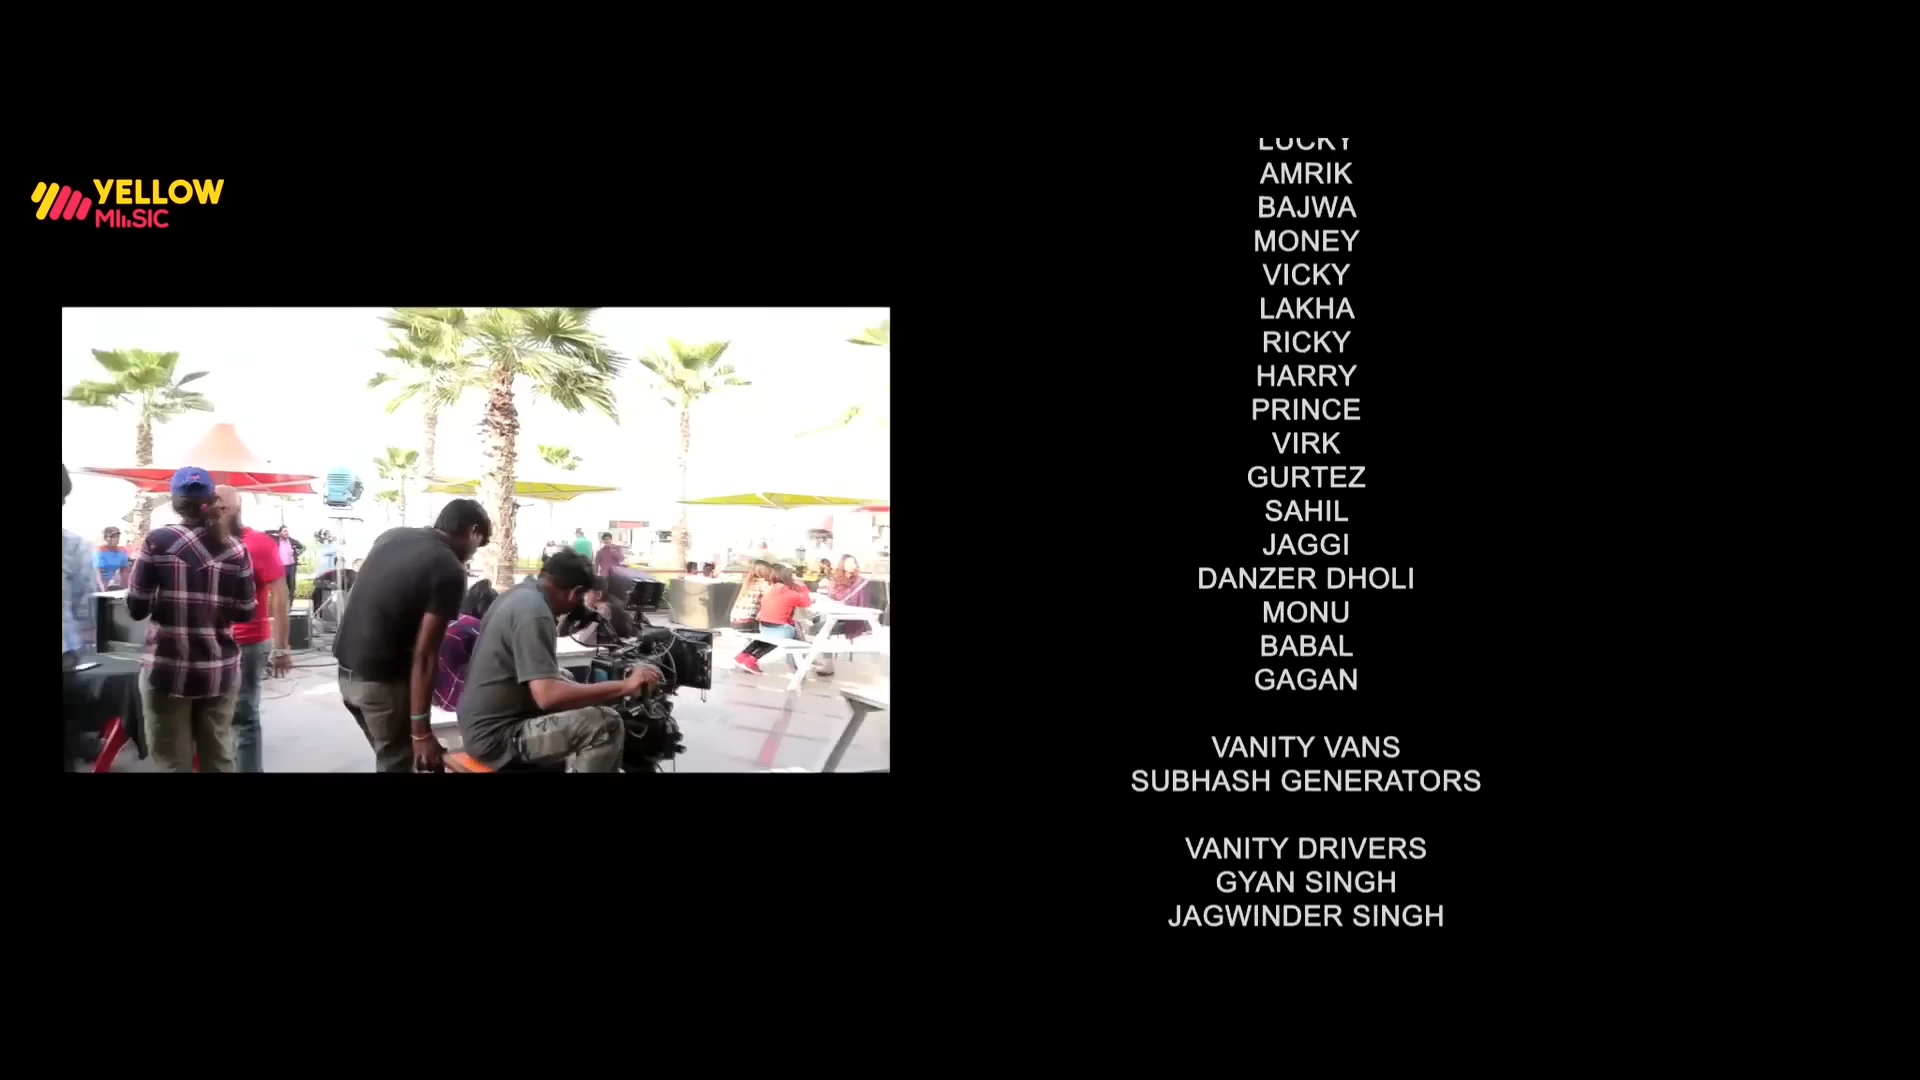 YELLOW
MUSIC
LUCKY
AMRIK
BAJWA
MONEY
VICKY
LAKHA
RICKY
HARRY
PRINCE
VIRK
GURTEZ
SAHIL
JAGGI
DANZER DHOLI
MONU
BABAL
GAGAN
VANITY VANS
SUBHASH GENERATORS
VANITY DRIVERS
GYAN SINGH
JAGWINDER SINGH